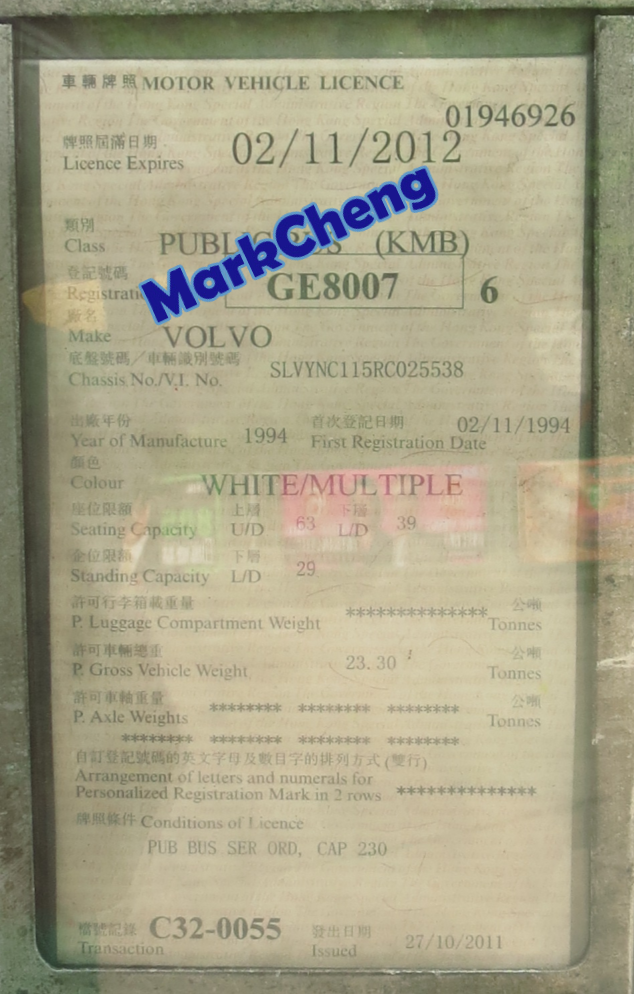 車輛牌照 MOTOR VEHICLE LICENCE
01946926
牌照屆滿日期
Licence Expires 02/11/2012
類別
Class (KMB)
MarkCheng
登記號碼
GE8007 6
廠名
Make VOLVO
底盤號碼／車輛識別號碼
Chassis No./V.I. No. SLVYNC115RC025538
出廠年份 首次登記日期 02/11/1994
Year of Manufacture 1994 First Registration Date
顏色
Colour WHITE/MULTIPLE
座位限額 上層 下層
Seating Capacity U/D 63 L/D 39
企位限額 下層
Standing Capacity L/D 29
許可行李箱載重量 公噸
P. Luggage Compartment Weight ************** Tonnes
許可車輛總重 公噸
P. Gross Vehicle Weight 23.30 Tonnes
許可車軸重量 公噸
P. Axle Weights ******** ******** ******** Tonnes
******** ******** ******** ********
自訂登記號碼的英文字母及數目字的排列方式 (雙行)
Arrangement of letters and numerals for
Personalized Registration Mark in 2 rows **************
牌照條件 Conditions of Licence
PUB BUS SER ORD, CAP 230
檔號記錄 C32-0055 發出日期
Transaction Issued 27/10/2011